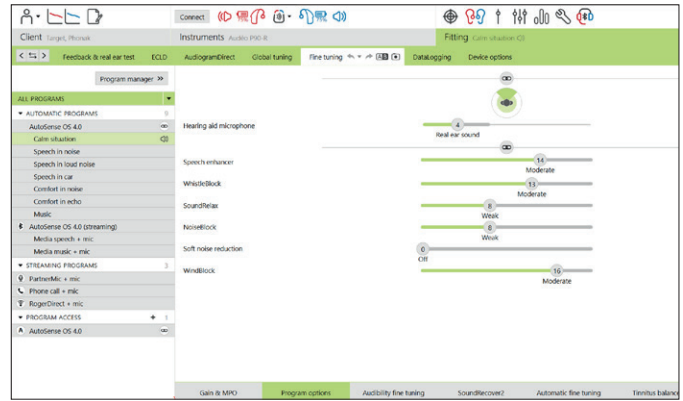 Connect
Client Target, Phonak
Instruments Audéo P90-R
Fitting Calm situation
Feedback & real ear test
ECLD
AudiogramDirect
Global tuning
Fine tuning
DataLogging
Device options
Program manager >>
ALL PROGRAMS
AUTOMATIC PROGRAMS
AutoSense OS 4.0
Calm situation
Speech in noise
Speech in loud noise
Speech in car
Comfort in noise
Comfort in echo
Music
AutoSense OS 4.0 (streaming)
Media speech + mic
Media music + mic
STREAMING PROGRAMS 3
PartnerMic + mic
Phone call + mic
RogerDirect + mic
PROGRAM ACCESS + 1
A AutoSense OS 4.0
Hearing aid microphone
4
Real ear sound
Speech enhancer
14
Moderate
WhistleBlock
13
Moderate
SoundRelax
8
Weak
NoiseBlock
8
Weak
Soft noise reduction
0
Off
WindBlock
16
Moderate
Gain & MPO
Program options
Audibility fine tuning
SoundRecover2
Automatic fine tuning
Tinnitus balance